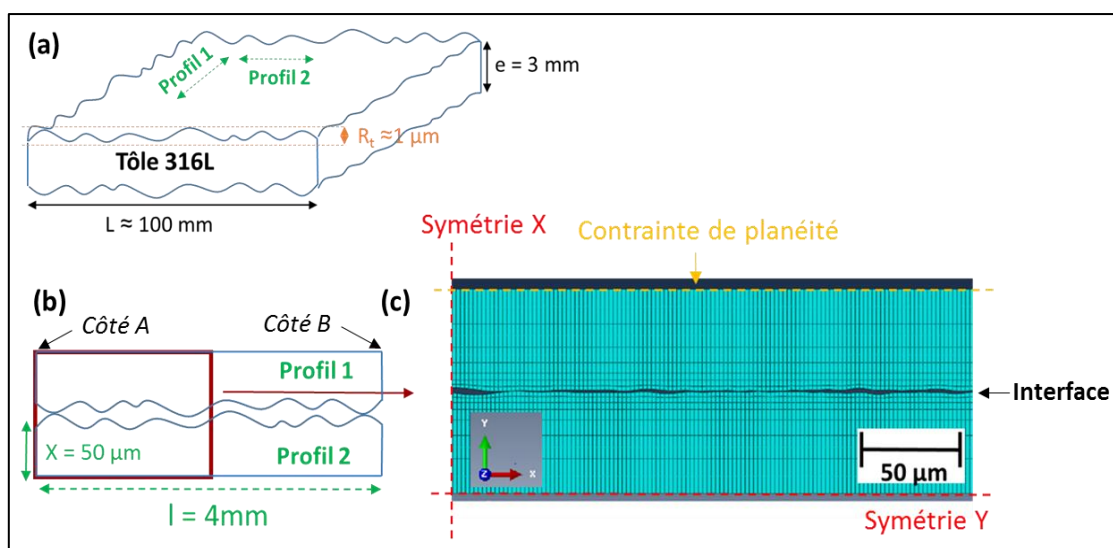 (a)
Profil 1
Profil 2
e = 3 mm
Rt ≈1 µm
Tôle 316L
L ≈ 100 mm
Symétrie X
Contrainte de planéité
(b)
Côté A
Côté B
(c)
Profil 1
Interface
X = 50 µm
Profil 2
Y
Z
X
50 µm
l = 4mm
Symétrie Y